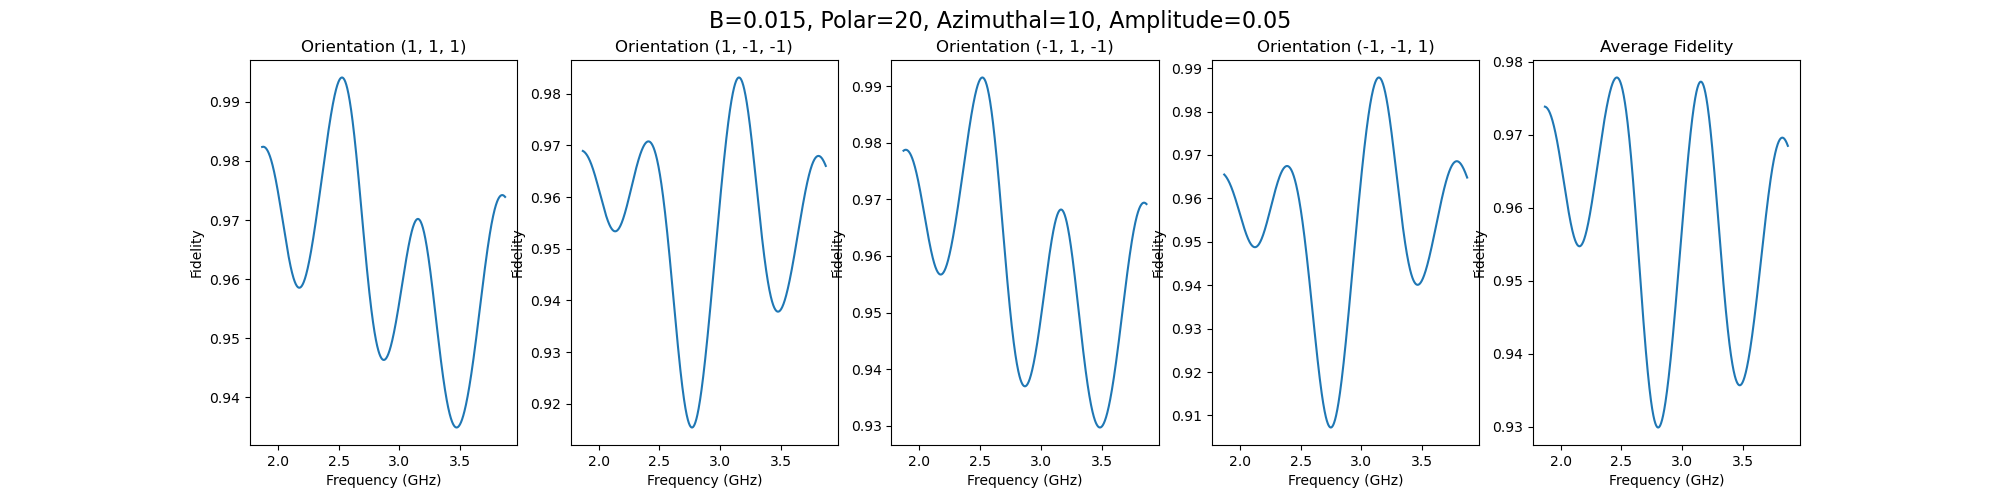 B=0.015, Polar=20, Azimuthal=10, Amplitude=0.05
Orientation (1, 1, 1)
Fidelity
0.99
0.98
0.97
0.96
0.95
0.94
2.0 2.5 3.0 3.5
Frequency (GHz)
Orientation (1, -1, -1)
Fidelity
0.98
0.97
0.96
0.95
0.94
0.93
0.92
2.0 2.5 3.0 3.5
Frequency (GHz)
Orientation (-1, 1, -1)
Fidelity
0.99
0.98
0.97
0.96
0.95
0.94
0.93
2.0 2.5 3.0 3.5
Frequency (GHz)
Orientation (-1, -1, 1)
Fidelity
0.99
0.98
0.97
0.96
0.95
0.94
0.93
0.92
0.91
2.0 2.5 3.0 3.5
Frequency (GHz)
Average Fidelity
Fidelity
0.98
0.97
0.96
0.95
0.94
0.93
2.0 2.5 3.0 3.5
Frequency (GHz)